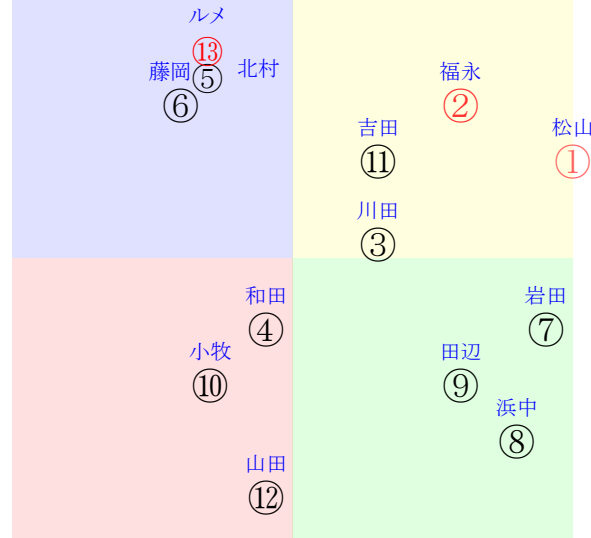 ルメ
⑬
藤岡
⑤
北村
⑥
福永
②
吉田
⑪
松山
①
川田
③
和田
④
岩田
⑦
小牧
⑩
田辺
⑨
浜中
⑧
山田
⑫